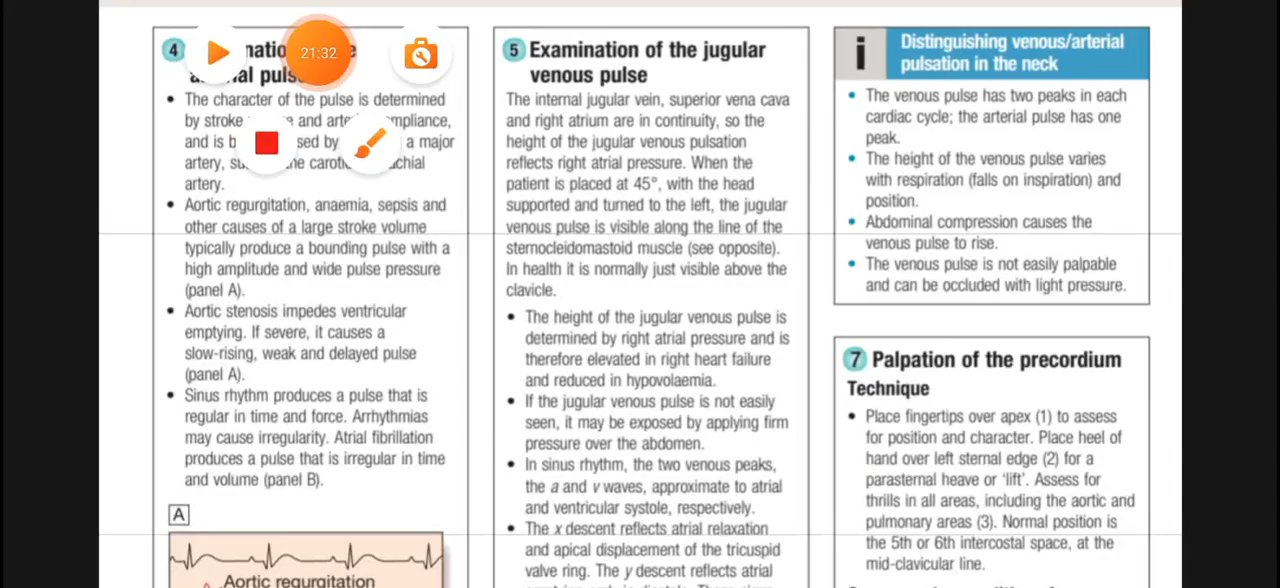 4
21:32
The character of the pulse is determined
by stroke and
and is by a major
artery, the
artery.
Aortic regurgitation, anaemia, sepsis and
other causes of a large stroke volume
typically produce a bounding pulse with a
high amplitude and wide pulse pressure
(panel A).
Aortic stenosis impedes ventricular
emptying. If severe, it causes a
slow-rising, weak and delayed pulse
(panel A).
Sinus rhythm produces a pulse that is
regular in time and force. Arrhythmias
may cause irregularity. Atrial fibrillation
produces a pulse that is irregular in time
and volume (panel B).
A
Aortic regurgitation
5 Examination of the jugular
venous pulse
The internal jugular vein, superior vena cava
and right atrium are in continuity, so the
height of the jugular venous pulsation
reflects right atrial pressure. When the
patient is placed at 45°, with the head
supported and turned to the left, the jugular
venous pulse is visible along the line of the
sternocleidomastoid muscle (see opposite).
In health it is normally just visible above the
clavicle.
The height of the jugular venous pulse is
determined by right atrial pressure and is
therefore elevated in right heart failure
and reduced in hypovolaemia.
If the jugular venous pulse is not easily
seen, it may be exposed by applying firm
pressure over the abdomen.
In sinus rhythm, the two venous peaks,
the a and v waves, approximate to atrial
and ventricular systole, respectively.
The x descent reflects atrial relaxation
and apical displacement of the tricuspid
valve ring. The y descent reflects atrial
i
Distinguishing venous/arterial
pulsation in the neck
The venous pulse has two peaks in each
cardiac cycle; the arterial pulse has one
peak.
The height of the venous pulse varies
with respiration (falls on inspiration) and
position.
Abdominal compression causes the
venous pulse to rise.
The venous pulse is not easily palpable
and can be occluded with light pressure.
7 Palpation of the precordium
Technique
Place fingertips over apex (1) to assess
for position and character. Place heel of
hand over left sternal edge (2) for a
parasternal heave or ‘lift’. Assess for
thrills in all areas, including the aortic and
pulmonary areas (3). Normal position is
the 5th or 6th intercostal space, at the
mid-clavicular line.